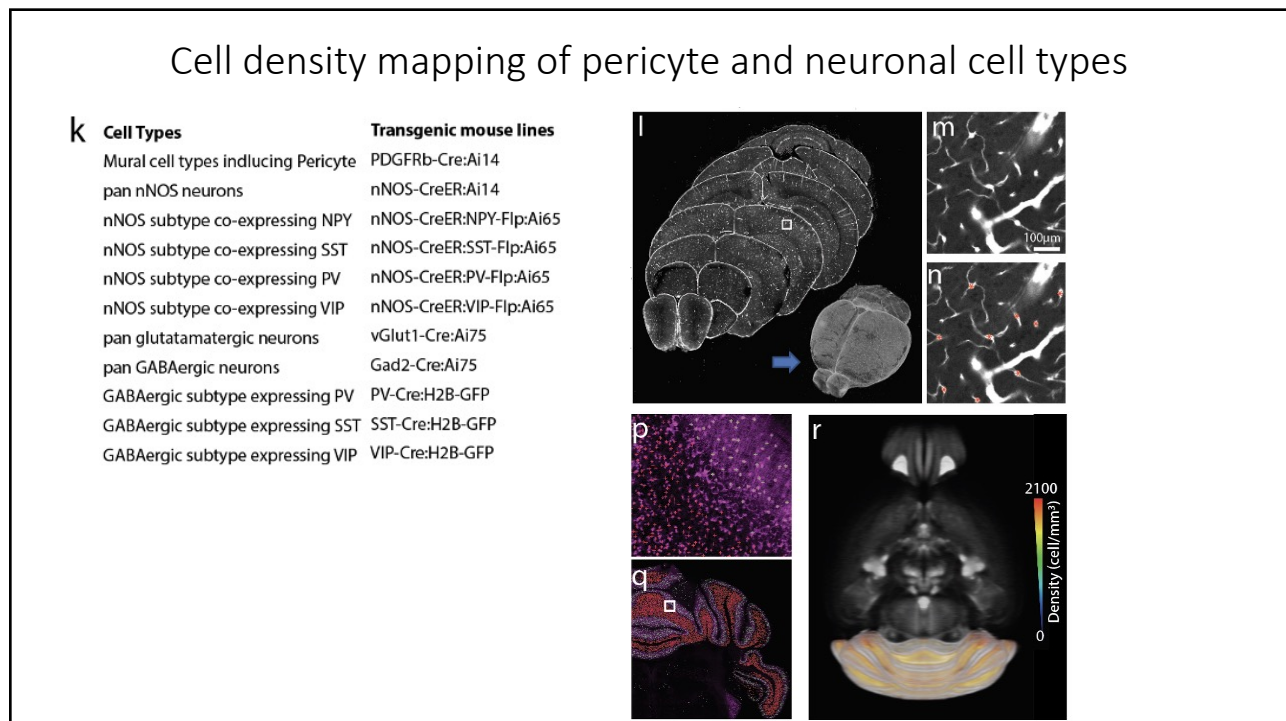 Cell density mapping of pericyte and neuronal cell types
k
Cell Types Transgenic mouse lines
Mural cell types indlucing Pericyte PDGFRb-Cre:Ai14
pan nNOS neurons nNOS-CreER:Ai14
nNOS subtype co-expressing NPY nNOS-CreER:NPY-Flp:Ai65
nNOS subtype co-expressing SST nNOS-CreER:SST-Flp:Ai65
nNOS subtype co-expressing PV nNOS-CreER:PV-Flp:Ai65
nNOS subtype co-expressing VIP nNOS-CreER:VIP-Flp:Ai65
pan glutatamatergic neurons vGlut1-Cre:Ai75
pan GABAergic neurons Gad2-Cre:Ai75
GABAergic subtype expressing PV PV-Cre:H2B-GFP
GABAergic subtype expressing SST SST-Cre:H2B-GFP
GABAergic subtype expressing VIP VIP-Cre:H2B-GFP
l
m
100µm
n
p
q
r
2100
Density (cell/mm³)
0